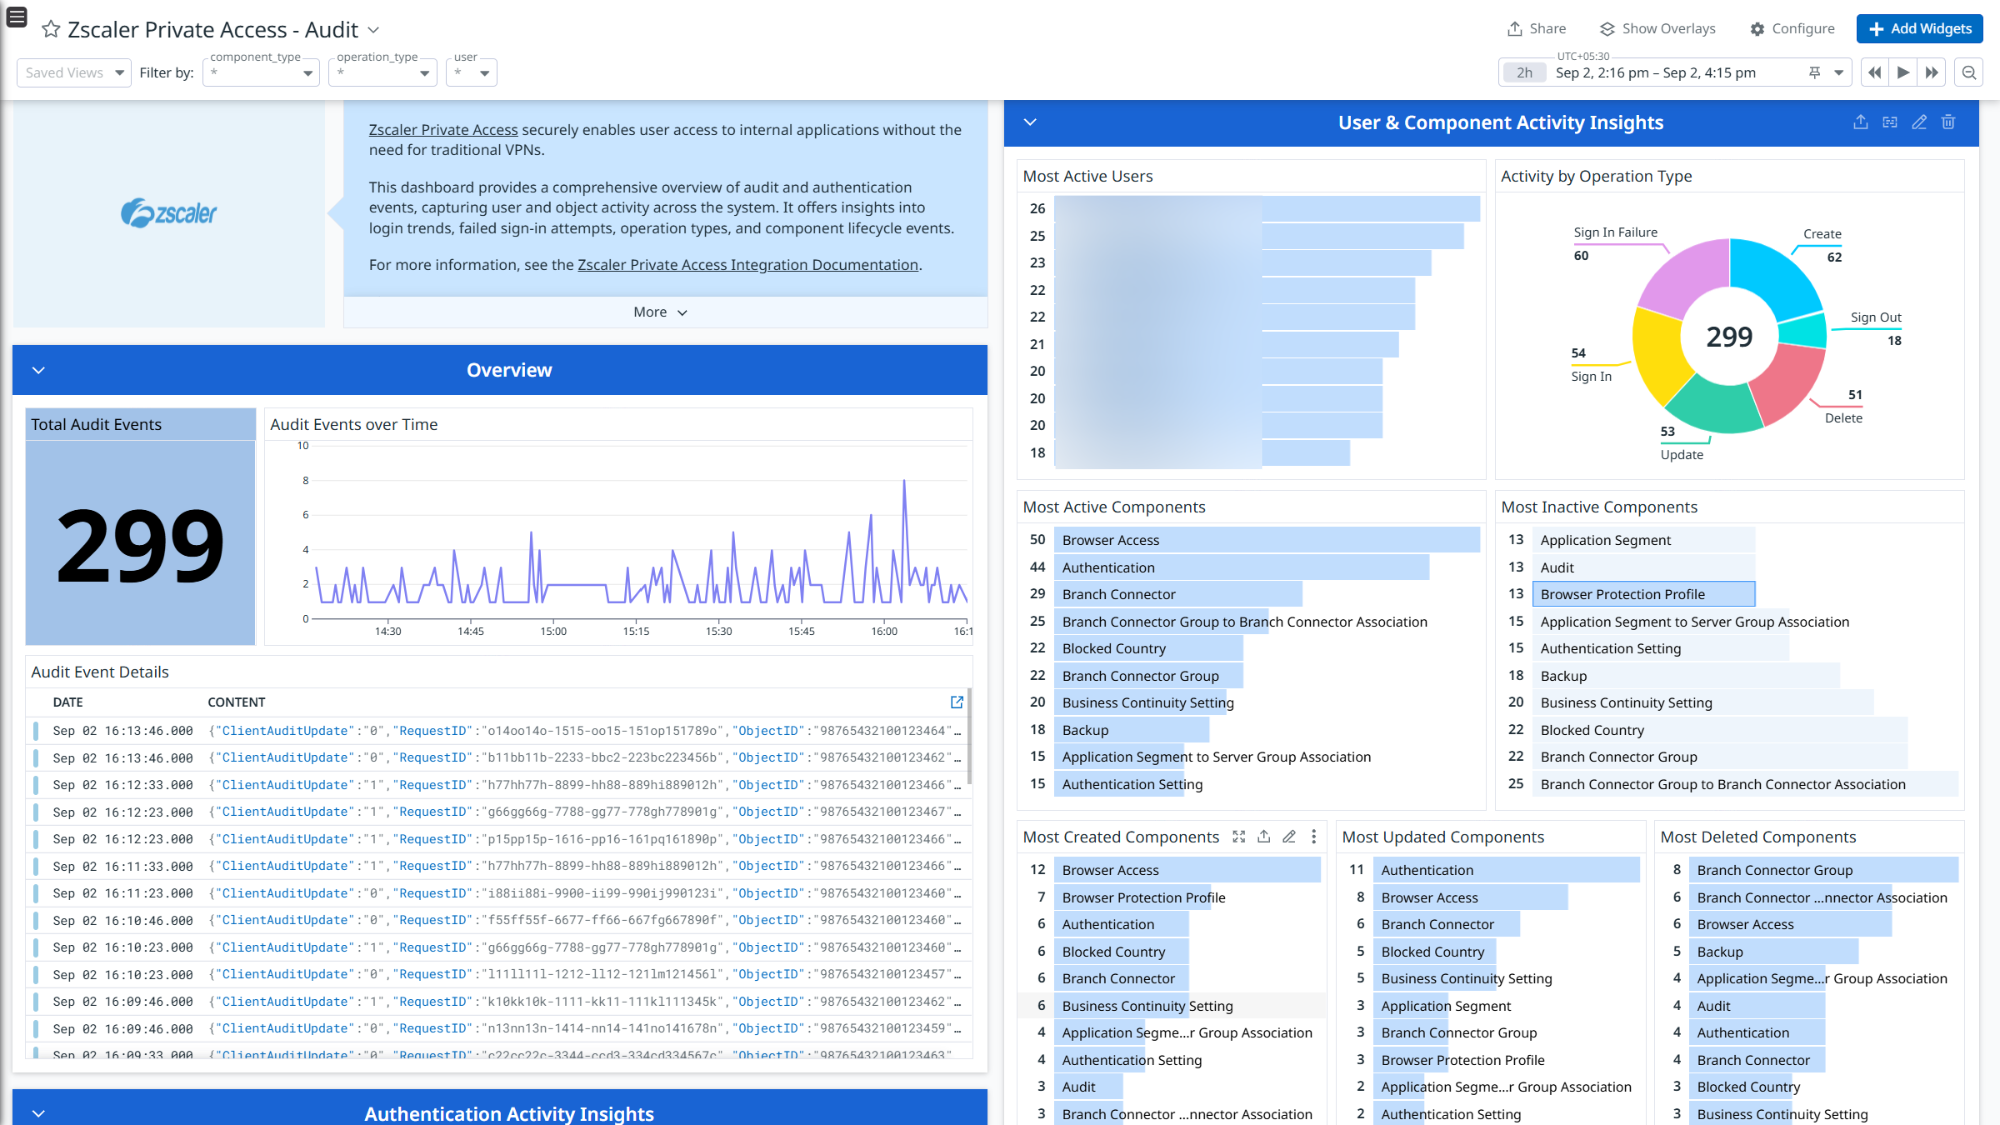 Zscaler Private Access - Audit
Share
Show Overlays
Configure
Add Widgets
Saved Views
Filter by:
component_type
*
operation_type
*
user
*
UTC+05:30
2h
Sep 2, 2:16 pm – Sep 2, 4:15 pm
zscaler
Zscaler Private Access securely enables user access to internal applications without the
need for traditional VPNs.
This dashboard provides a comprehensive overview of audit and authentication
events, capturing user and object activity across the system. It offers insights into
login trends, failed sign-in attempts, operation types, and component lifecycle events.
For more information, see the Zscaler Private Access Integration Documentation.
More
Overview
Total Audit Events
299
Audit Events over Time
10
8
6
4
2
0
14:30
14:45
15:00
15:15
15:30
15:45
16:00
16:1
Audit Event Details
DATE
CONTENT
Sep 02 16:13:46.000 {"ClientAuditUpdate":"0","RequestID":"o14oo14o-1515-oo15-151op151789o","ObjectID":"98765432100123464"…
Sep 02 16:13:46.000 {"ClientAuditUpdate":"0","RequestID":"b11bb11b-2233-bbc2-223bc223456b","ObjectID":"98765432100123462"…
Sep 02 16:12:33.000 {"ClientAuditUpdate":"1","RequestID":"h77hh77h-8899-hh88-889hi889012h","ObjectID":"98765432100123466"…
Sep 02 16:12:23.000 {"ClientAuditUpdate":"1","RequestID":"g66gg66g-7788-gg77-778gh778901g","ObjectID":"98765432100123467"…
Sep 02 16:12:23.000 {"ClientAuditUpdate":"1","RequestID":"p15pp15p-1616-pp16-161pq161890p","ObjectID":"98765432100123466"…
Sep 02 16:11:33.000 {"ClientAuditUpdate":"1","RequestID":"h77hh77h-8899-hh88-889hi889012h","ObjectID":"98765432100123466"…
Sep 02 16:11:23.000 {"ClientAuditUpdate":"0","RequestID":"i88ii88i-9900-ii99-990ij990123i","ObjectID":"98765432100123460"…
Sep 02 16:10:46.000 {"ClientAuditUpdate":"0","RequestID":"f55ff55f-6677-ff66-667fg667890f","ObjectID":"98765432100123460"…
Sep 02 16:10:23.000 {"ClientAuditUpdate":"1","RequestID":"g66gg66g-7788-gg77-778gh778901g","ObjectID":"98765432100123460"…
Sep 02 16:10:23.000 {"ClientAuditUpdate":"0","RequestID":"l11ll11l-1212-ll12-121lm121456l","ObjectID":"98765432100123457"…
Sep 02 16:09:46.000 {"ClientAuditUpdate":"1","RequestID":"k10kk10k-1111-kk11-111kl111345k","ObjectID":"98765432100123462"…
Sep 02 16:09:46.000 {"ClientAuditUpdate":"0","RequestID":"n13nn13n-1414-nn14-141no141678n","ObjectID":"98765432100123459"…
Sep 02 16:09:33.000 {"ClientAuditUpdate":"0","RequestID":"c22cc22c-3344-ccd3-334cd334567c","ObjectID":"98765432100123463"
Authentication Activity Insights
User & Component Activity Insights
Most Active Users
26
25
23
22
22
21
20
20
20
18
Activity by Operation Type
299
Sign In Failure
60
Create
62
Sign Out
18
51
Delete
53
Update
54
Sign In
Most Active Components
50 Browser Access
44 Authentication
29 Branch Connector
25 Branch Connector Group to Branch Connector Association
22 Blocked Country
22 Branch Connector Group
20 Business Continuity Setting
18 Backup
15 Application Segment to Server Group Association
15 Authentication Setting
Most Inactive Components
13 Application Segment
13 Audit
13 Browser Protection Profile
15 Application Segment to Server Group Association
15 Authentication Setting
18 Backup
20 Business Continuity Setting
22 Blocked Country
22 Branch Connector Group
25 Branch Connector Group to Branch Connector Association
Most Created Components
12 Browser Access
7 Browser Protection Profile
6 Authentication
6 Blocked Country
6 Branch Connector
6 Business Continuity Setting
4 Application Segme...r Group Association
4 Authentication Setting
3 Audit
3 Branch Connector ...nnector Association
Most Updated Components
11 Authentication
8 Browser Access
6 Branch Connector
5 Blocked Country
5 Business Continuity Setting
3 Application Segment
3 Branch Connector Group
3 Browser Protection Profile
2 Application Segme...r Group Association
2 Authentication Setting
Most Deleted Components
8 Branch Connector Group
6 Branch Connector ...nnector Association
6 Browser Access
5 Backup
4 Application Segme...r Group Association
4 Audit
4 Authentication
4 Branch Connector
3 Blocked Country
3 Business Continuity Setting